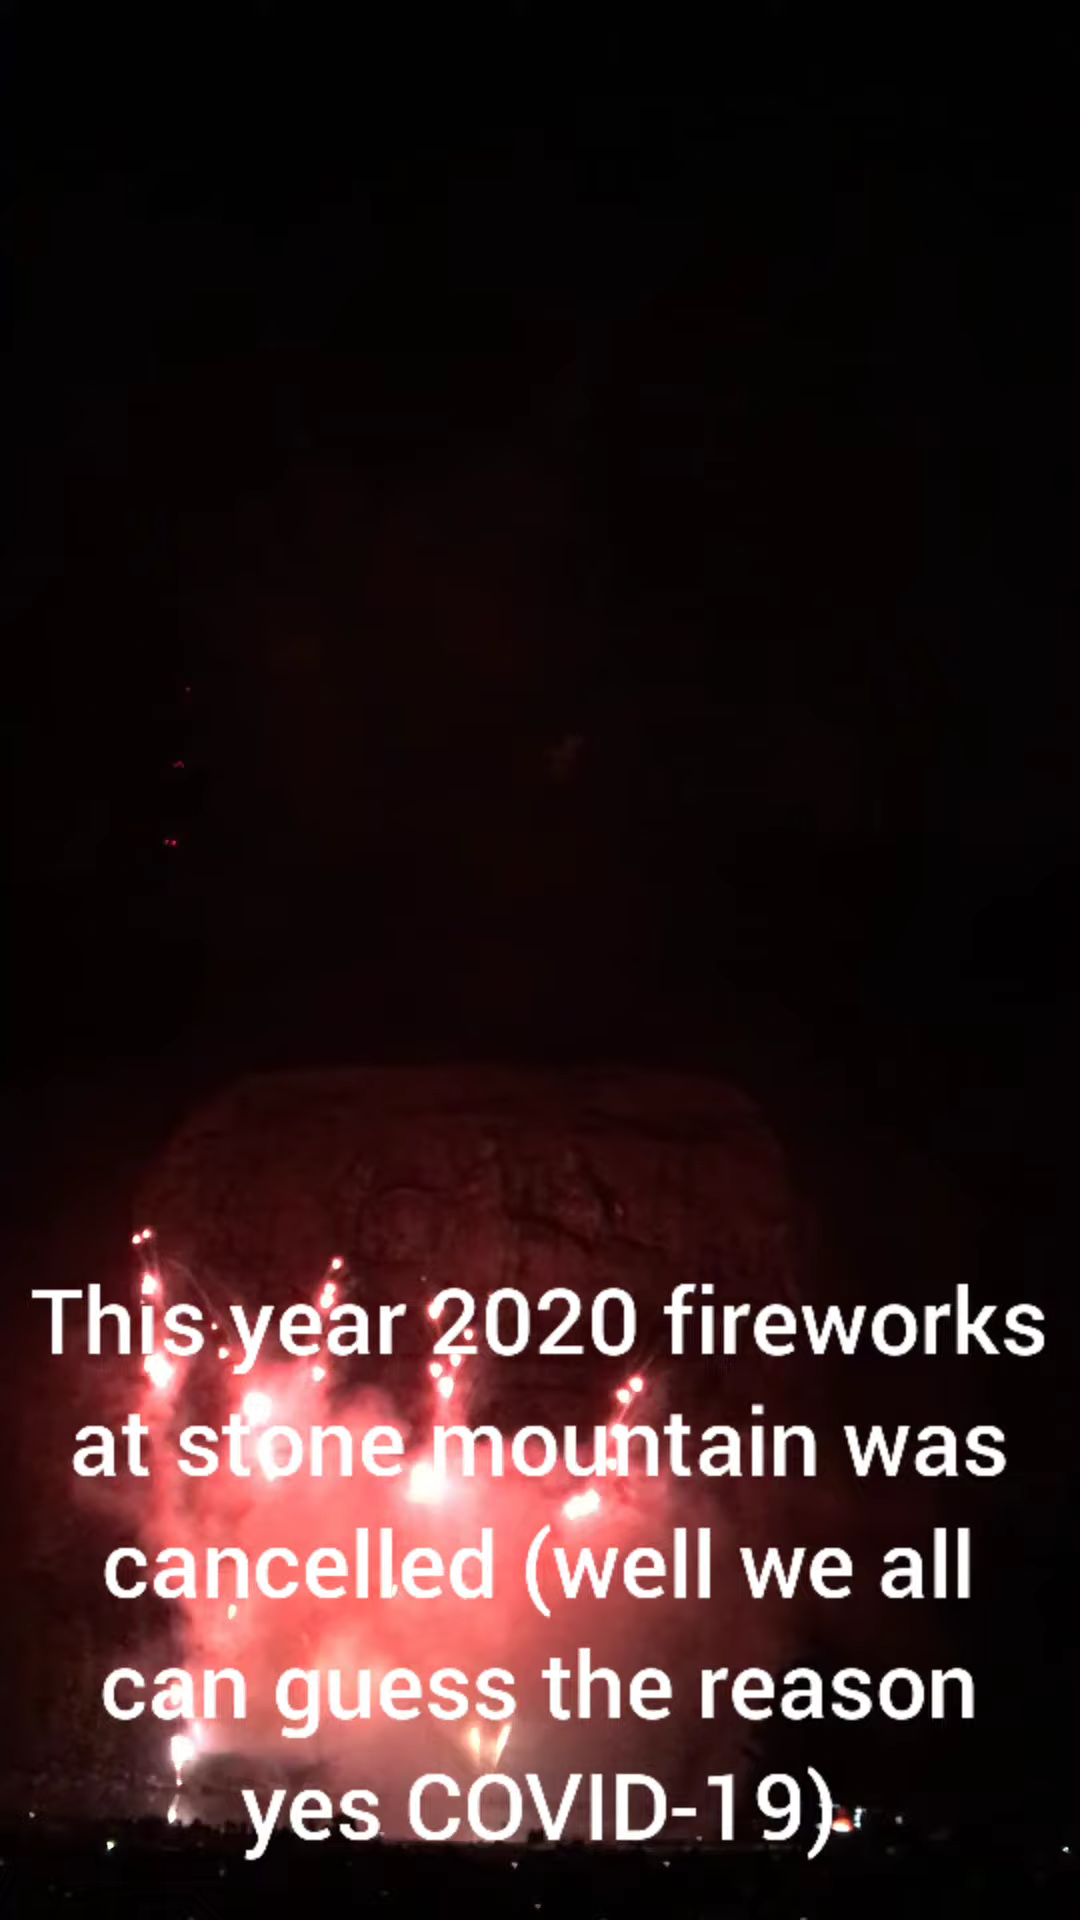 This year 2020 fireworks
at stone mountain was
cancelled (well we all
can guess the reason
yes COVID-19)